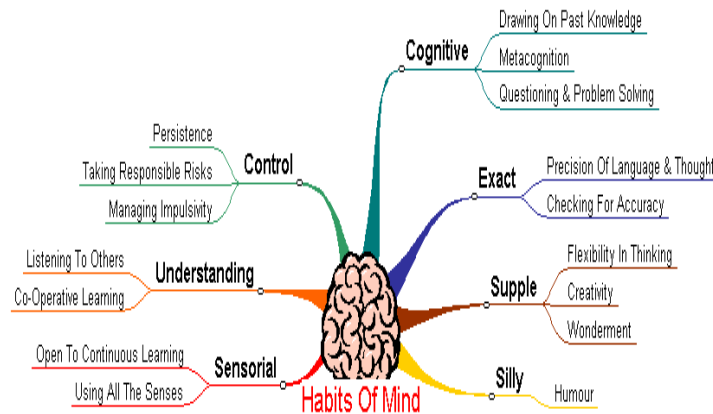 Drawing On Past Knowledge
Cognitive
Metacognition
Questioning & Problem Solving
Persistence
Control
Taking Responsible Risks
Managing Impulsivity
Precision Of Language & Thought
Exact
Checking For Accuracy
Listening To Others
Understanding
Co-Operative Learning
Flexibility In Thinking
Supple
Creativity
Wonderment
Open To Continuous Learning
Sensorial
Using All The Senses
Silly
Humour
Habits Of Mind